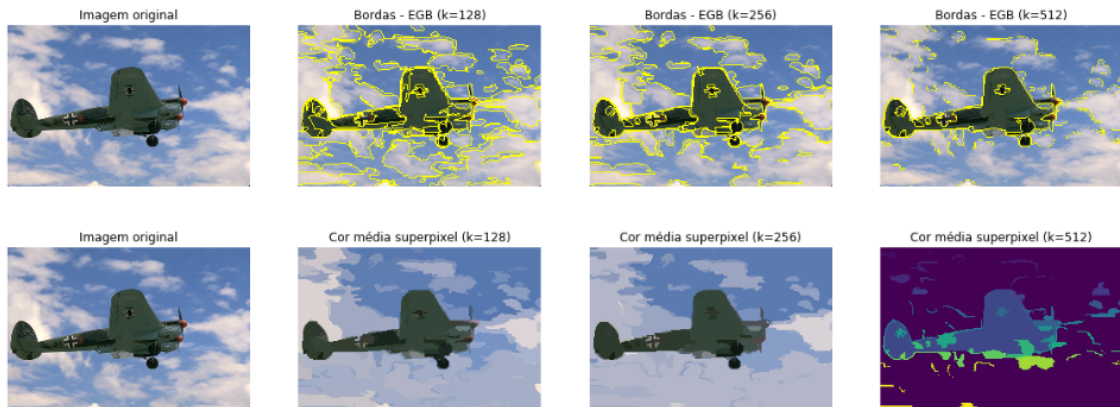 Imagem original
Bordas - EGB (k=128)
Bordas - EGB (k=256)
Bordas - EGB (k=512)
Imagem original
Cor média superpixel (k=128)
Cor média superpixel (k=256)
Cor média superpixel (k=512)